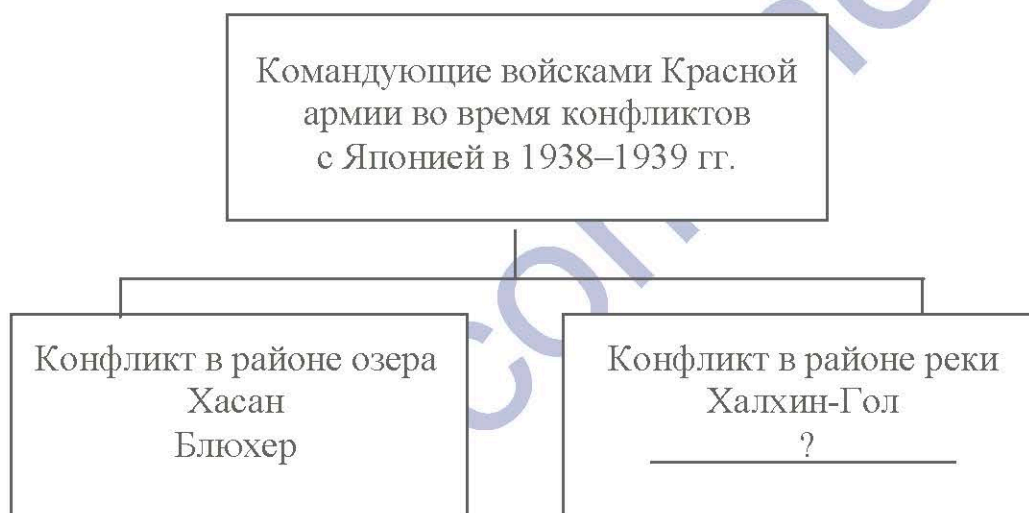 Командующие войсками Красной
армии во время конфликтов
с Японией в 1938–1939 гг.
Конфликт в районе озера
Хасан
Блюхер
Конфликт в районе реки
Халхин-Гол
?